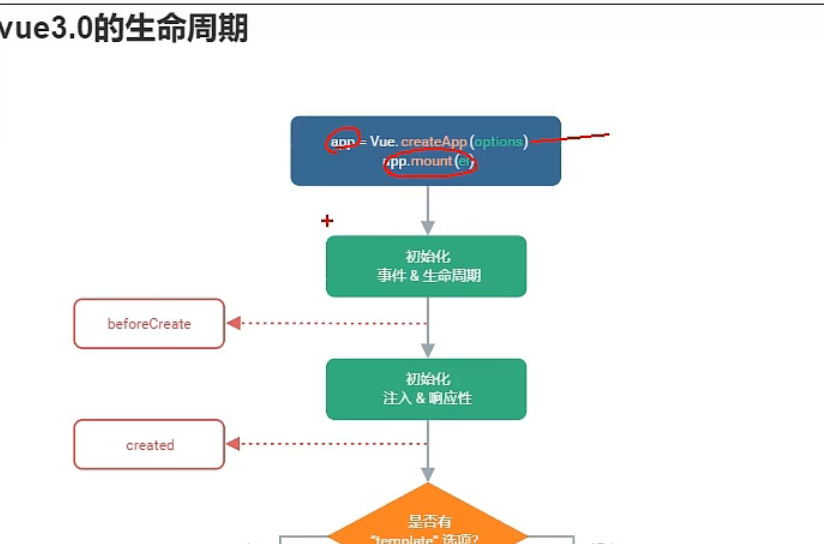 vue3.0的生命周期
app = Vue.createApp(options)
app.mount(el)
初始化
事件 & 生命周期
beforeCreate
初始化
注入 & 响应性
created
是否有
"template" 选项?